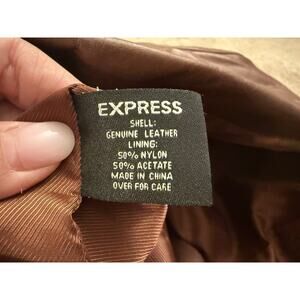 EXPRESS
SHELL:
GENUINE LEATHER
LINING:
50% NYLON
50% ACETATE
MADE IN CHINA
OVER FOR CARE